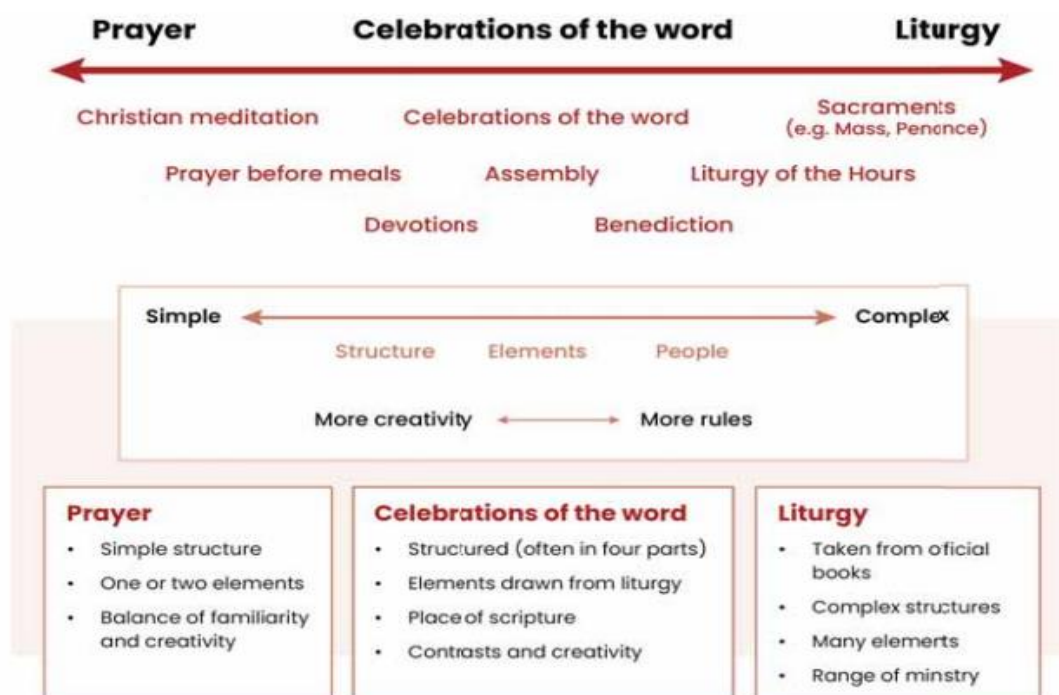 Prayer Celebrations of the word Liturgy
Christian meditation Celebrations of the word Sacraments
(e.g. Mass, Penonce)
Prayer before meals Assembly Liturgy of the Hours
Devotions Benediction
Simple Complex
Structure Elements People
More creativity More rules
Prayer
• Simple structure
• One or two elements
• Balance of familiarity
and creativity
Celebrations of the word
• Structured (often in four parts)
• Elements drawn from liturgy
• Place of scripture
• Contrasts and creativity
Liturgy
• Taken from oficial
books
• Complex structures
• Many elemerts
• Range of minstry